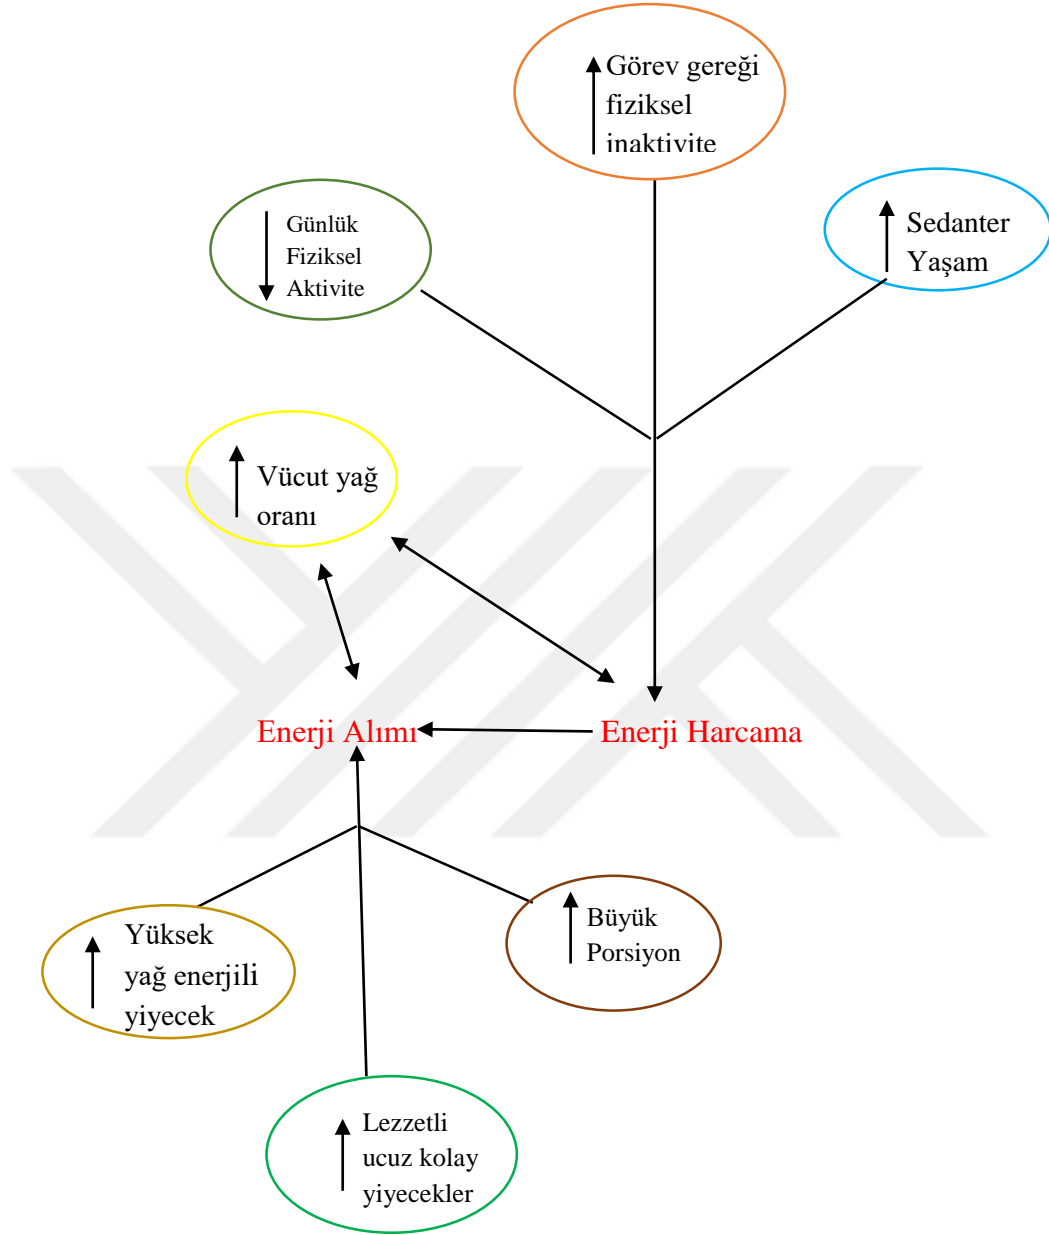 Görev gereği
fiziksel
inaktivite
Günlük
Fiziksel
Aktivite
Sedanter
Yaşam
Vücut yağ
oranı
Enerji Alımı
Enerji Harcama
Yüksek
yağ enerjili
yiyecek
Büyük
Porsiyon
Lezzetli
ucuz kolay
yiyecekler